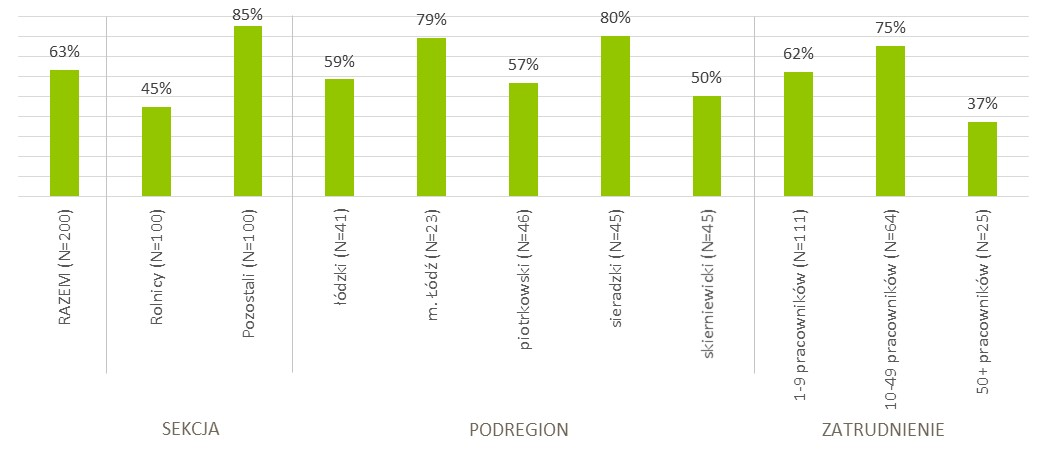 63%
45%
85%
59%
79%
57%
80%
50%
62%
75%
37%
RAZEM (N=200)
Rolnicy (N=100)
Pozostali (N=100)
łódzki (N=41)
m. Łódź (N=23)
piotrkowski (N=46)
sieradzki (N=45)
skierniewicki (N=45)
1-9 pracowników (N=111)
10-49 pracowników (N=64)
50+ pracowników (N=25)
SEKCJA
PODREGION
ZATRUDNIENIE